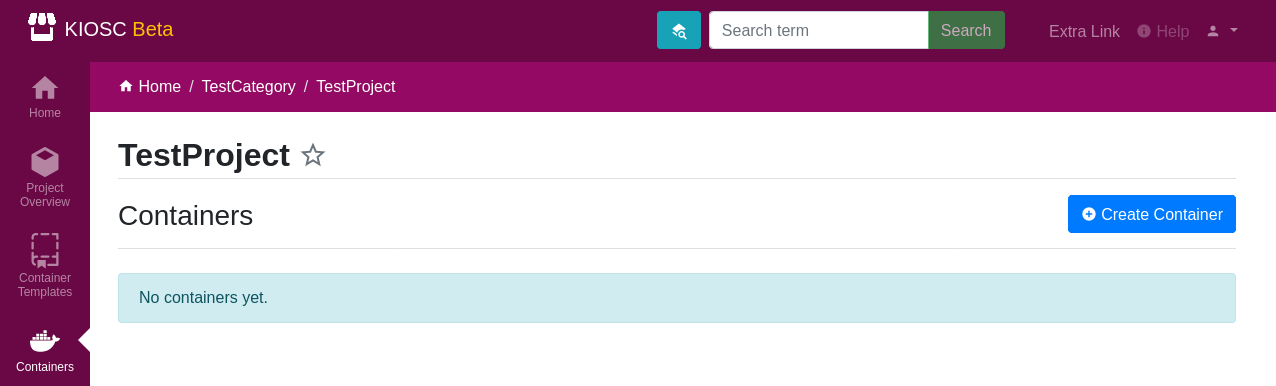 KIOSC Beta
Search term
Search
Extra Link
Help
Home / TestCategory / TestProject
Home
Project
Overview
Container
Templates
Containers
TestProject
Containers
Create Container
No containers yet.